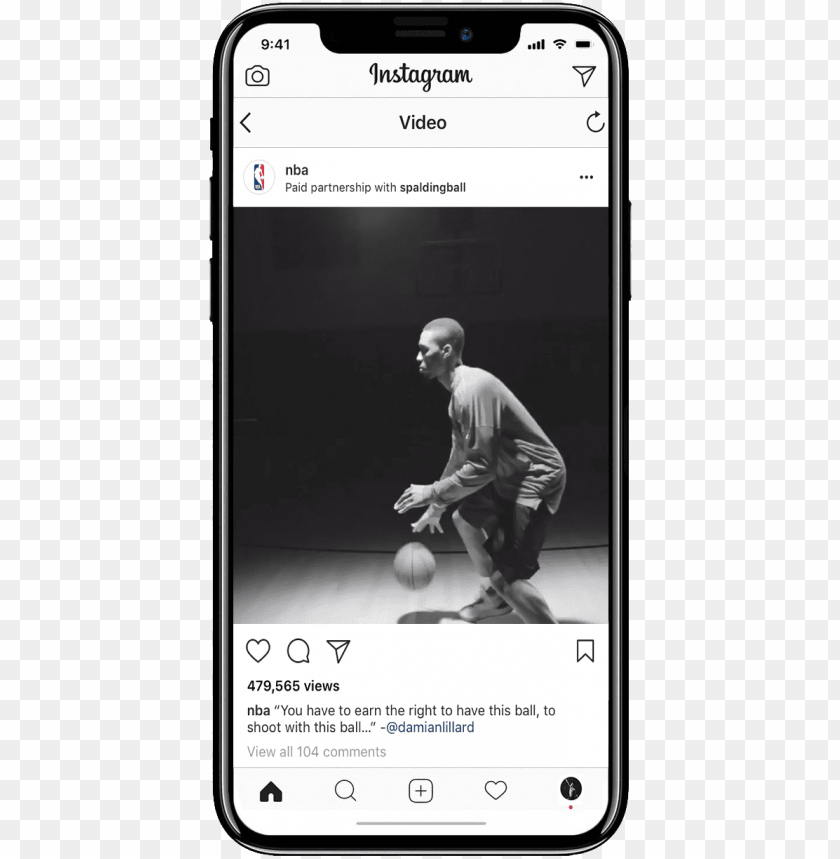 9:41
Instagram
Video
nba
Paid partnership with spaldingball
479,565 views
nba “You have to earn the right to have this ball, to
shoot with this ball...” -@damianlillard
View all 104 comments